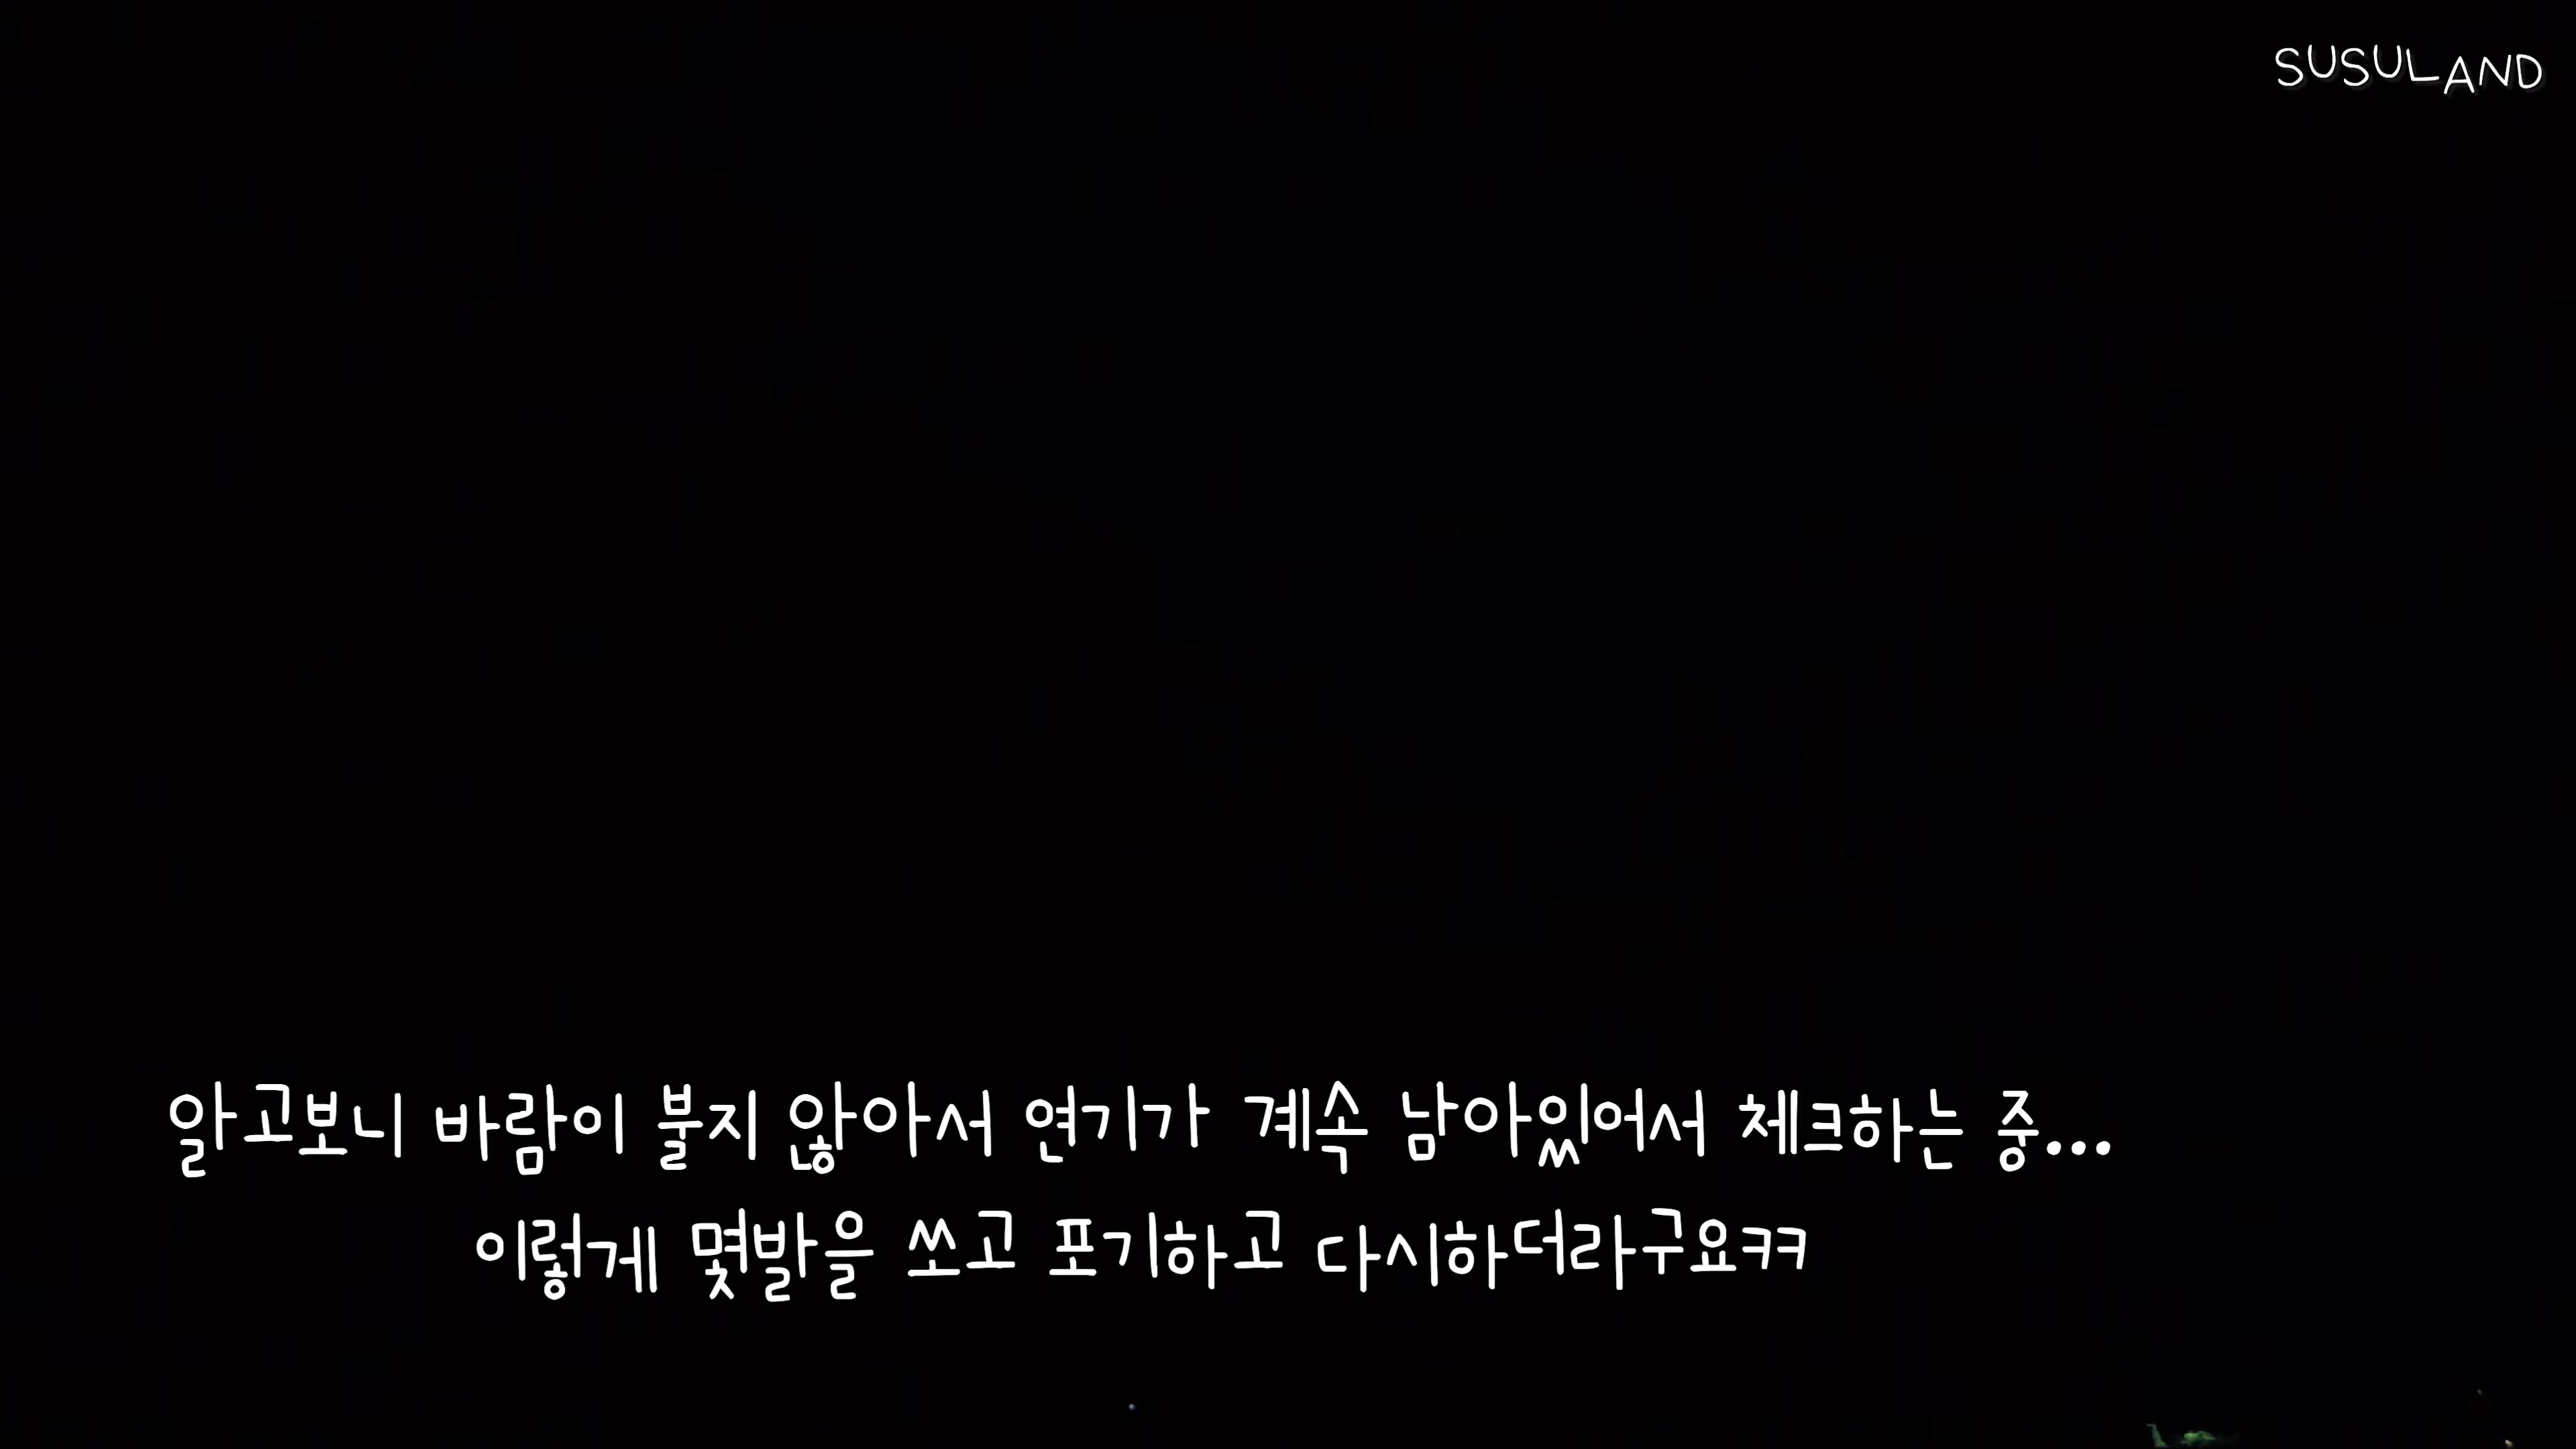 SUSULAND
알고보니 바람이 불지 않아서 연기가 계속 남아있어서 체크하는 중...
이렇게 몇발을 쏘고 포기하고 다시하더라구요ㅋㅋ